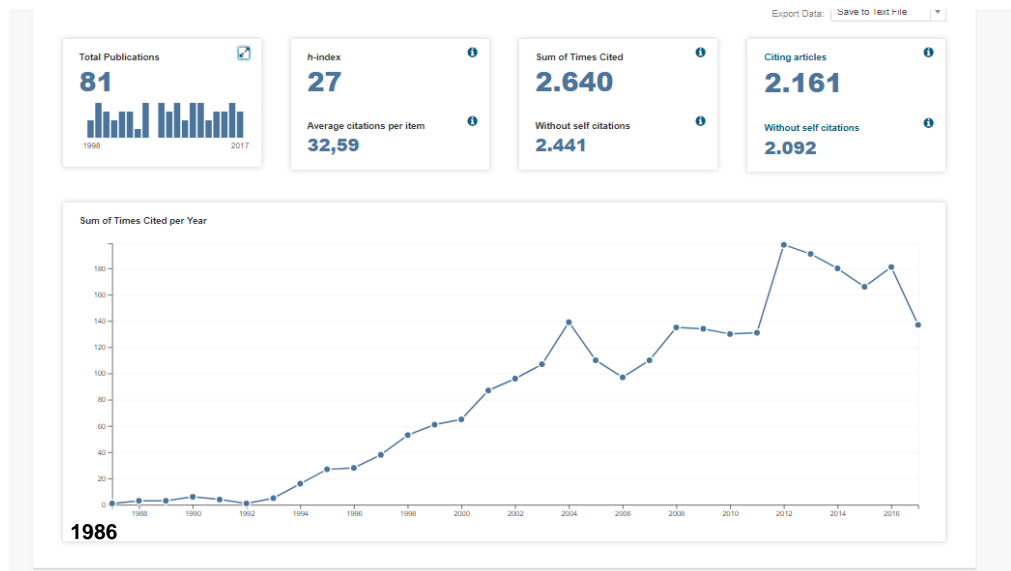 Export Data: Save to Text File
Total Publications
81
1998 2017
h-index
27
Average citations per item
32,59
Sum of Times Cited
2.640
Without self citations
2.441
Citing articles
2.161
Without self citations
2.092
Sum of Times Cited per Year
180
160
140
120
100
80
60
40
20
0
1988 1990 1992 1994 1996 1998 2000 2002 2004 2006 2008 2010 2012 2014 2016
1986